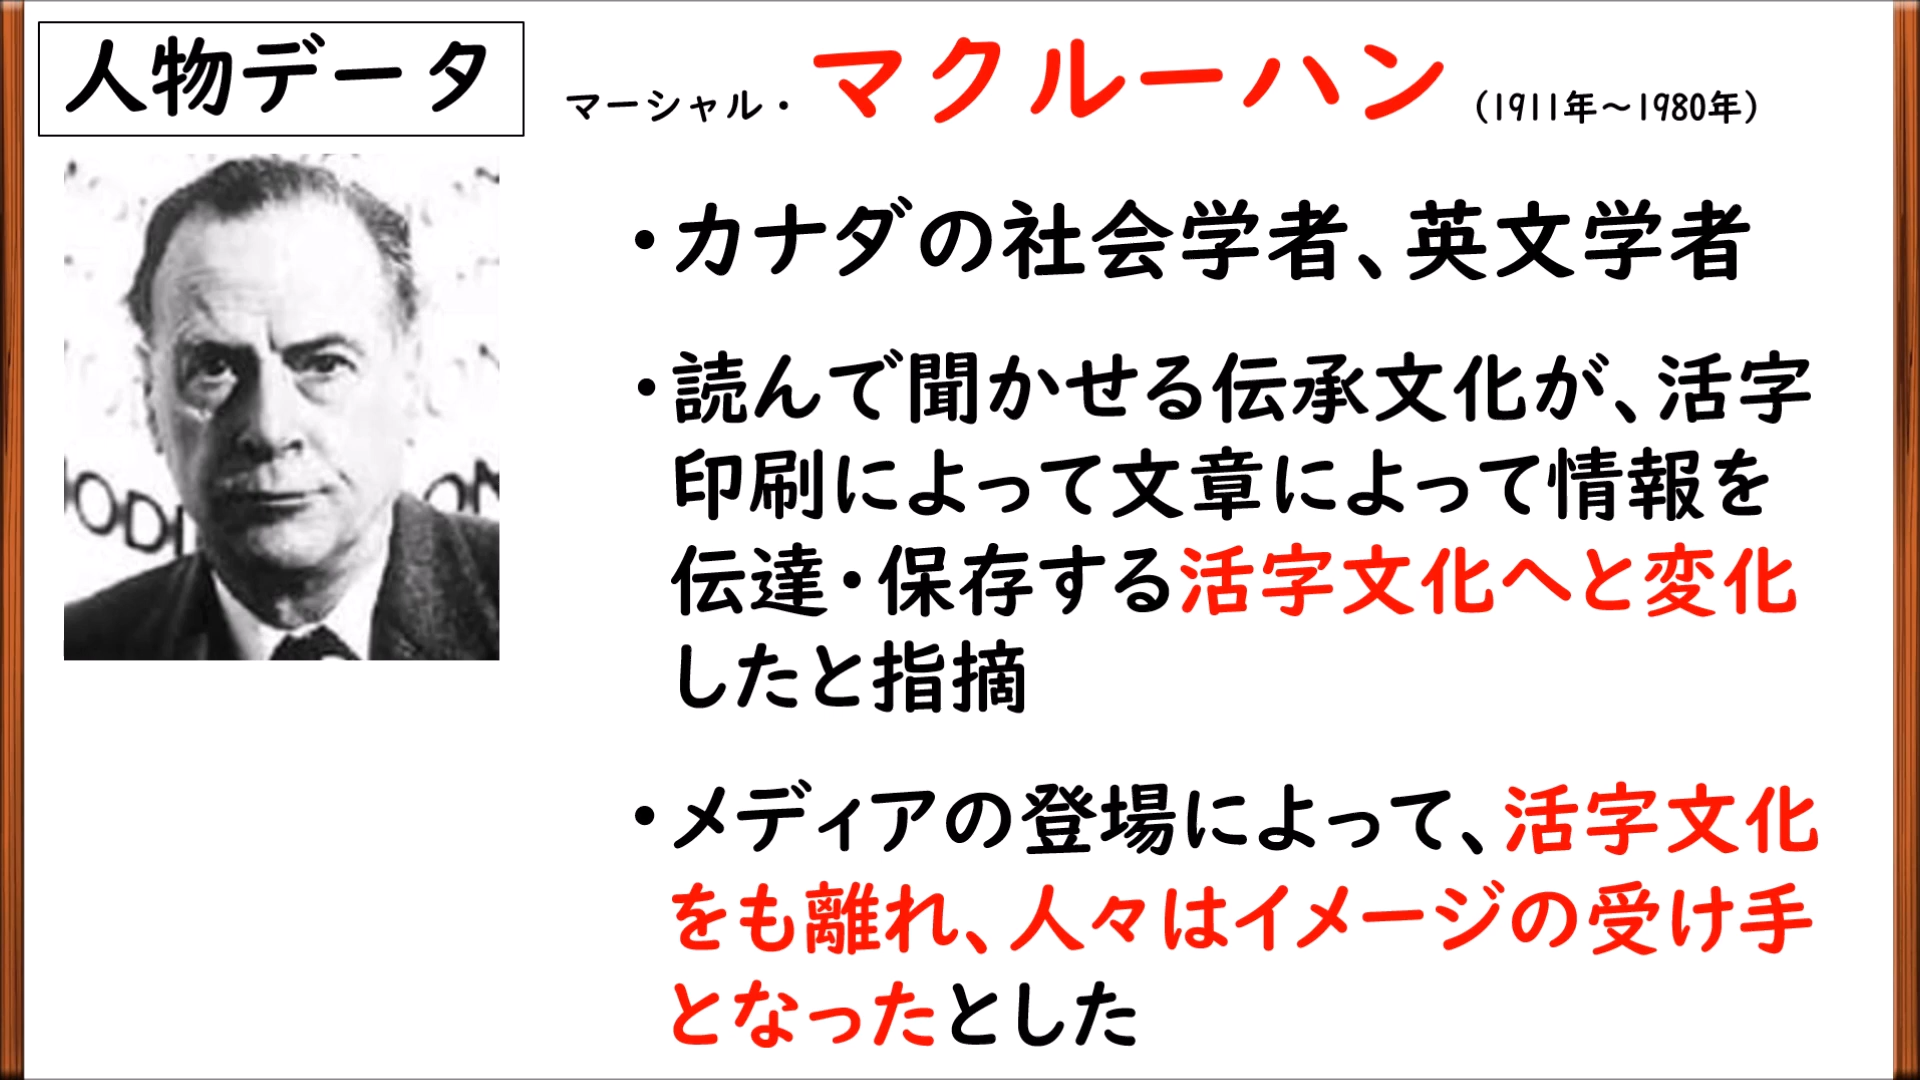 人物データ
マーシャル・マクルーハン(1911年～1980年)
・カナダの社会学者、英文学者
・読んで聞かせる伝承文化が、活字
印刷によって文章によって情報を
伝達・保存する活字文化へと変化
したと指摘
・メディアの登場によって、活字文化
をも離れ、人々はイメージの受け手
となったとした